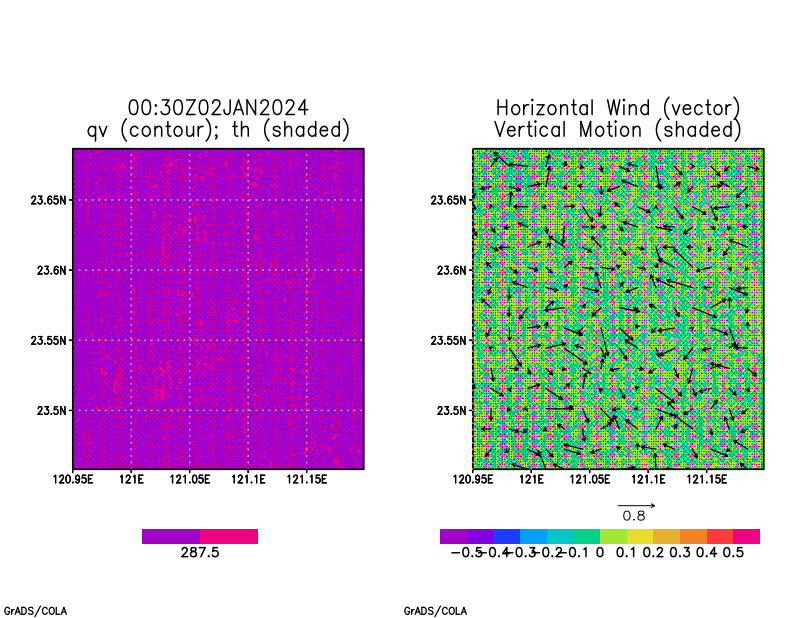 00:30Z02JAN2024
qv (contour); th (shaded)
23.65N
23.6N
23.55N
23.5N
120.95E 121E 121.05E 121.1E 121.15E
287.5
Horizontal Wind (vector)
Vertical Motion (shaded)
23.65N
23.6N
23.55N
23.5N
120.95E 121E 121.05E 121.1E 121.15E
0.8
-0.5 -0.4 -0.3 -0.2 -0.1 0 0.1 0.2 0.3 0.4 0.5
GrADS/COLA
GrADS/COLA